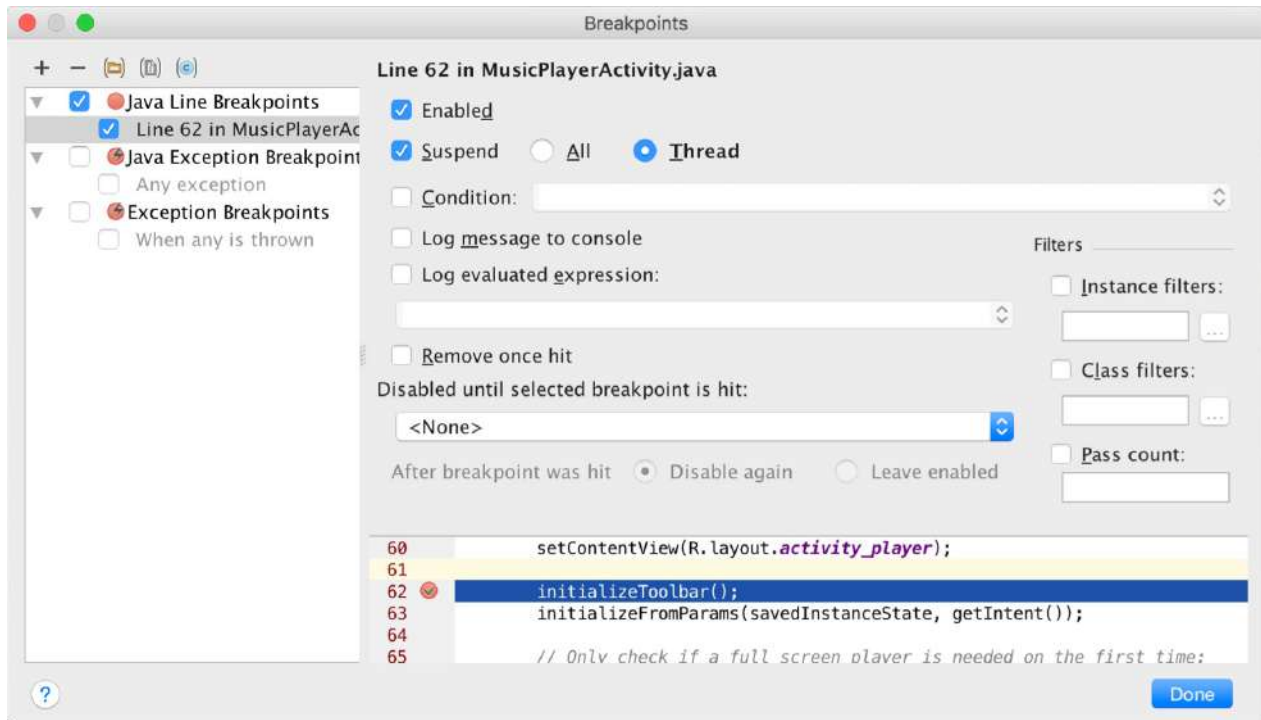 Breakpoints
Java Line Breakpoints
Line 62 in MusicPlayerAc
Java Exception Breakpoint
Any exception
Exception Breakpoints
When any is thrown
Line 62 in MusicPlayerActivity.java
Enabled
Suspend All Thread
Condition:
Log message to console
Log evaluated expression:
Remove once hit
Disabled until selected breakpoint is hit:
<None>
After breakpoint was hit Disable again Leave enabled
Filters
Instance filters:
...
Class filters:
...
Pass count:
60 setContentView(R.layout.activity_player);
61
62 initializeToolbar();
63 initializeFromParams(savedInstanceState, getIntent());
64
65 // Only check if a full screen player is needed on the first time:
?
Done